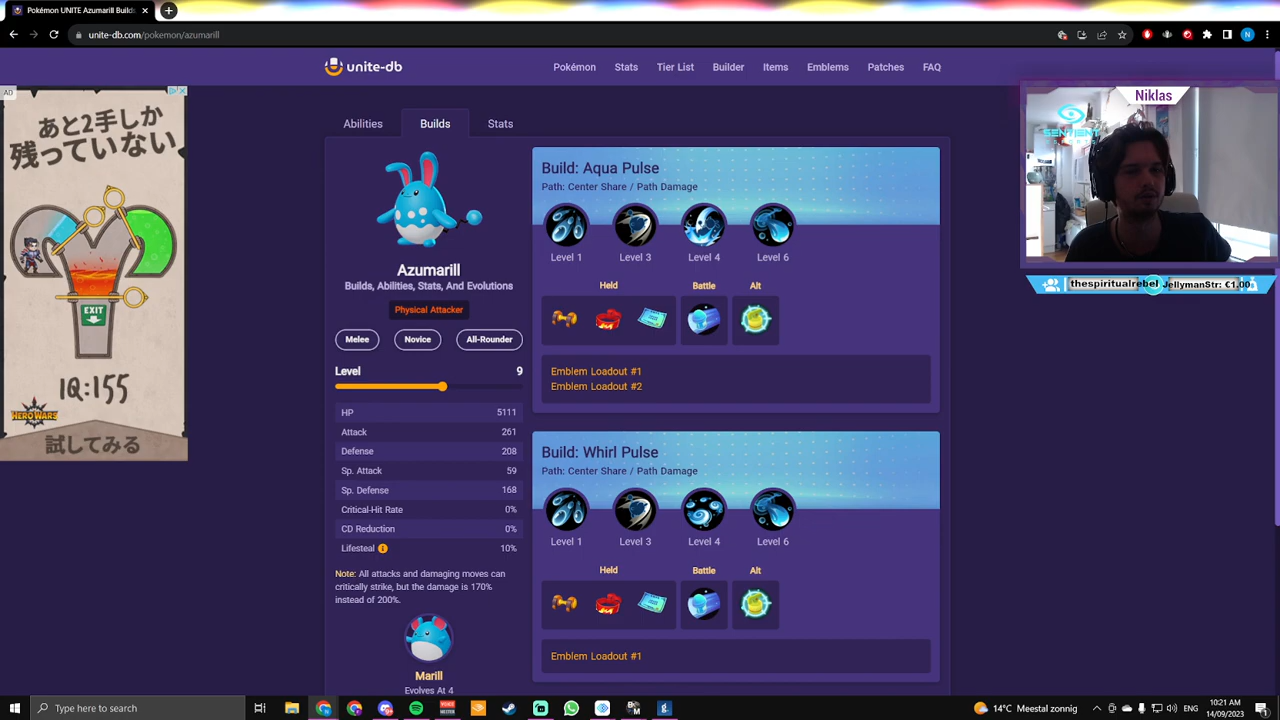 Pokémon UNITE Azumarill Builds
unite-db.com/pokemon/azumarill
N
unite-db
Pokémon
Stats
Tier List
Builder
Items
Emblems
Patches
FAQ
AD
あと2手しか
残っていない
EXIT
IQ:155
HERO WARS
試してみる
Niklas
SENTIENT
thespiritualrebel
JellymanStr: €1,00
Abilities
Builds
Stats
Azumarill
Builds, Abilities, Stats, And Evolutions
Physical Attacker
Melee
Novice
All-Rounder
Level 9
HP 5111
Attack 261
Defense 208
Sp. Attack 59
Sp. Defense 168
Critical-Hit Rate 0%
CD Reduction 0%
Lifesteal 10%
Note: All attacks and damaging moves can
critically strike, but the damage is 170%
instead of 200%.
Marill
Evolves At 4
Build: Aqua Pulse
Path: Center Share / Path Damage
Level 1
Level 3
Level 4
Level 6
Held
Battle
Alt
Emblem Loadout #1
Emblem Loadout #2
Build: Whirl Pulse
Path: Center Share / Path Damage
Level 1
Level 3
Level 4
Level 6
Held
Battle
Alt
Emblem Loadout #1
Type here to search
14°C Meestal zonnig
10:21 AM
14/09/2023